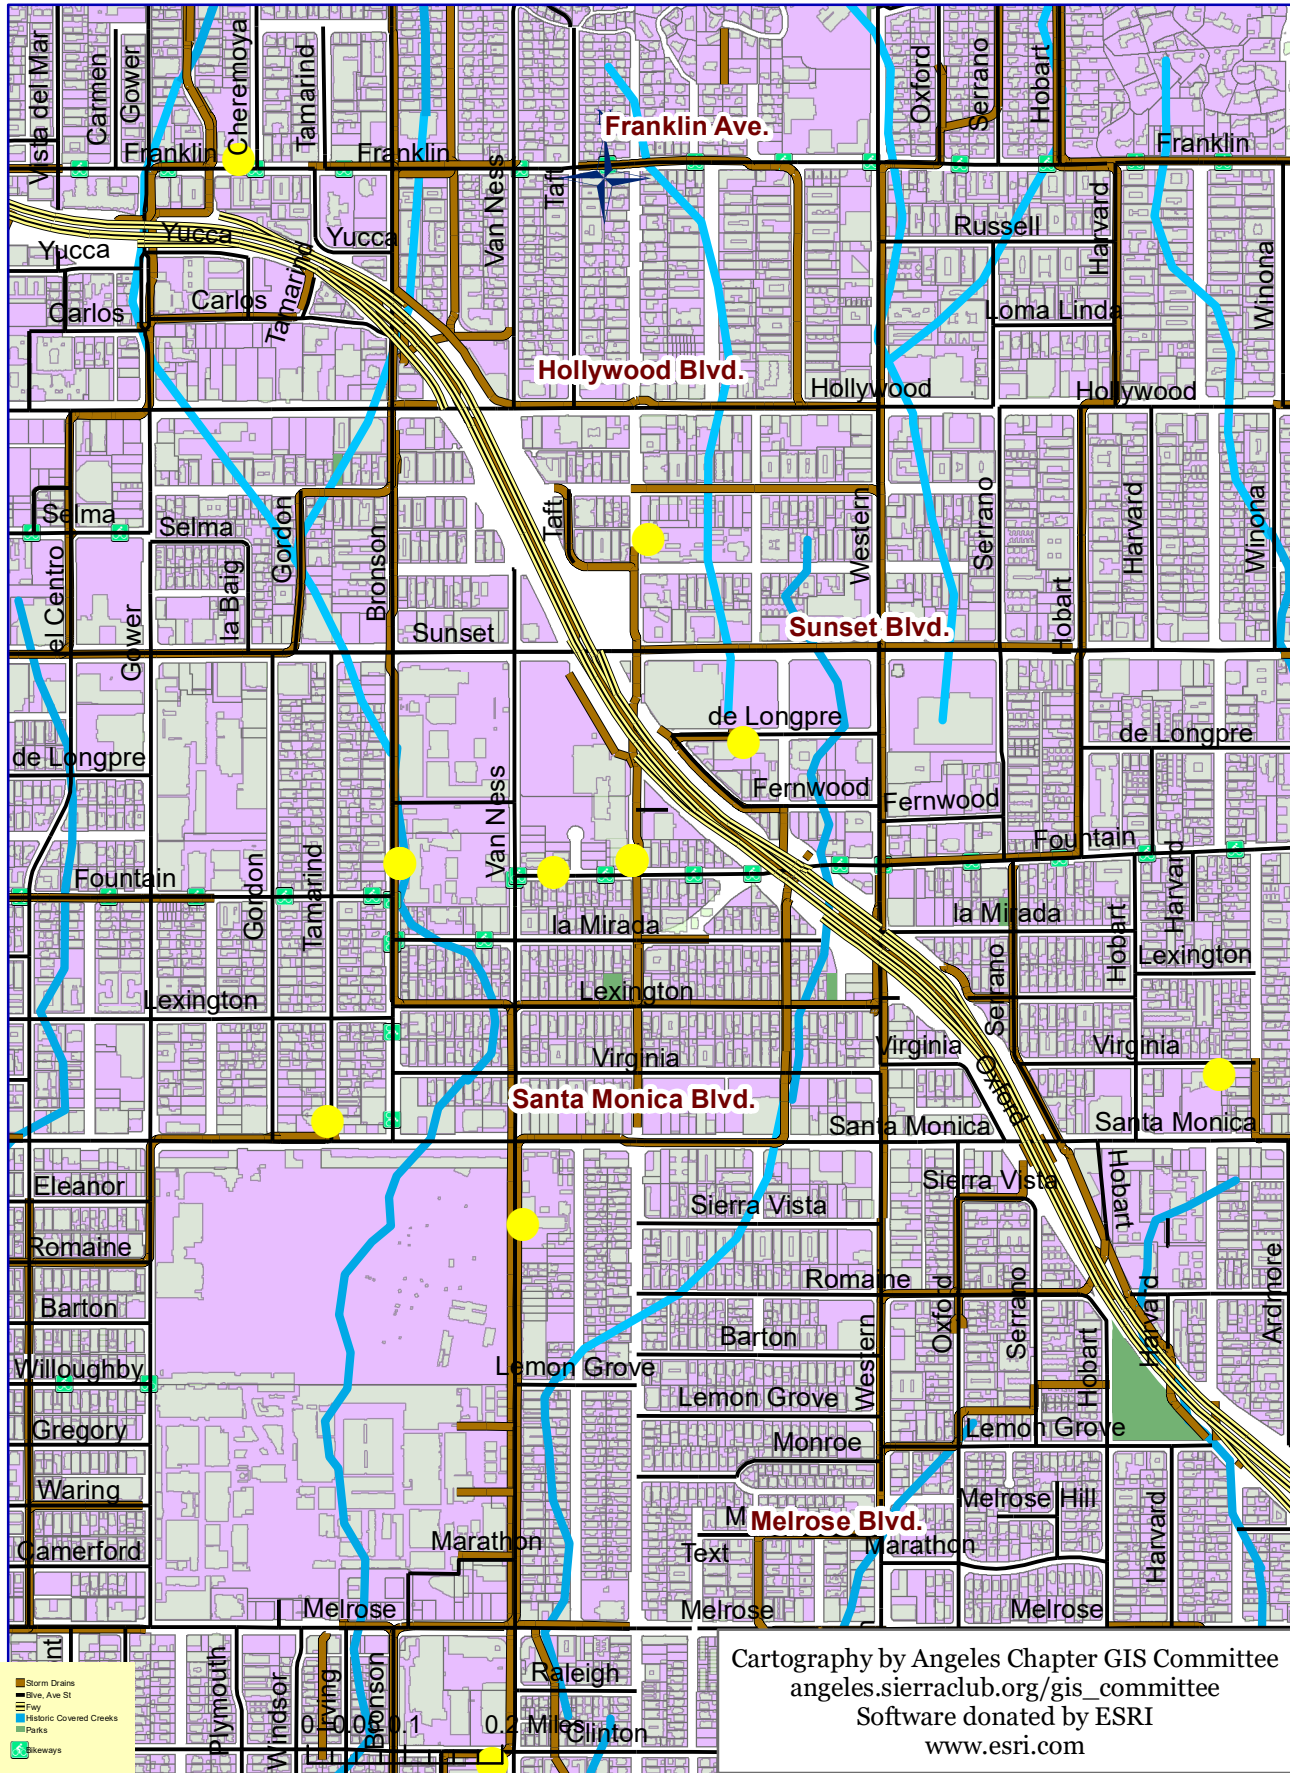 Vista del Mar
Carmen
Gower
Cheremoya
Tamarind
Oxford
Serrano
Hobart
Franklin Ave.
Franklin
Franklin
Franklin
Van Ness
Taft
Harvard
Winona
Russell
Yucca
Yucca
Yucca
Tamarind
Carlos
Carlos
Loma Linda
Hollywood Blvd.
Hollywood
Hollywood
Selma
Selma
el Centro
Gower
la Baig
Gordon
Bronson
Taft
Western
Serrano
Hobart
Harvard
Winona
Sunset
Sunset Blvd.
de Longpre
de Longpre
de Longpre
Fernwood
Fernwood
Van Ness
Fountain
Fountain
Gordon
Tamarind
la Mirada
la Mirada
Harvard
Hobart
Serrano
Lexington
Lexington
Lexington
Virginia
Virginia
Virginia
Oxford
Santa Monica Blvd.
Santa Monica
Santa Monica
Eleanor
Sierra Vista
Sierra Vista
Hobart
Romaine
Romaine
Barton
Barton
Oxford
Serrano
Harvard
Ardmore
Willoughby
Lemon Grove
Lemon Grove
Western
Hobart
Gregory
Lemon Grove
Monroe
Waring
Melrose Hill
Melrose Blvd.
Camerford
Marathon
Text
Marathon
Harvard
Melrose
Melrose
Melrose
Plymouth
Windsor
Irving
Bronson
Raleigh
Clinton
0 0.05 0.1 0.2 Miles
Storm Drains
Blve, Ave St
Fwy
Historic Covered Creeks
Parks
Bikeways
Cartography by Angeles Chapter GIS Committee
angeles.sierraclub.org/gis_committee
Software donated by ESRI
www.esri.com